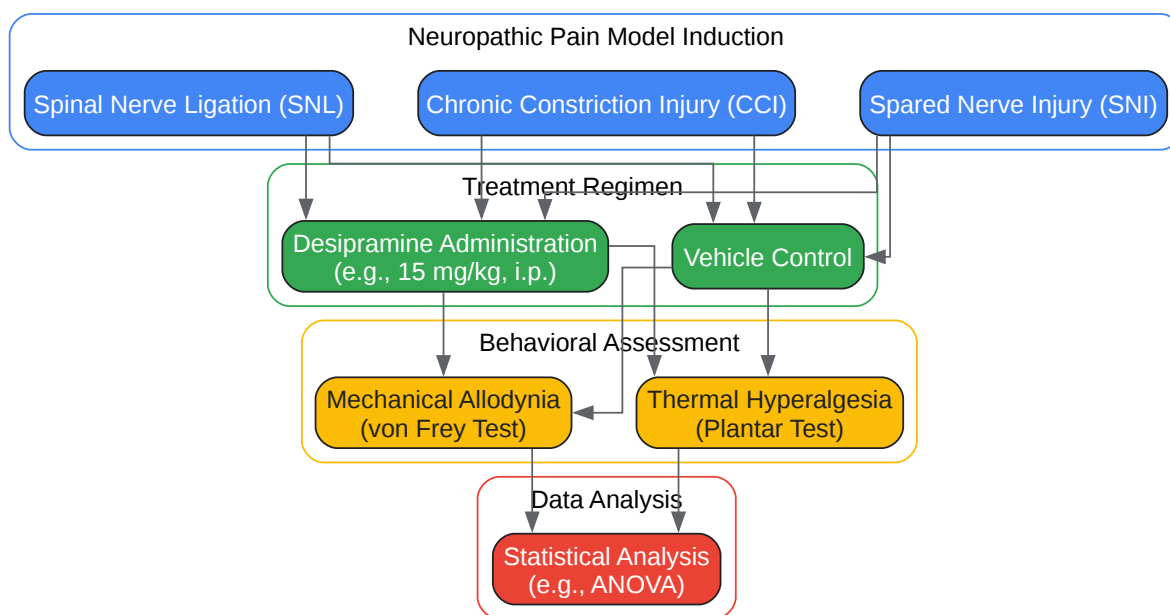 Neuropathic Pain Model Induction
Spinal Nerve Ligation (SNL)
Chronic Constriction Injury (CCI)
Spared Nerve Injury (SNI)
Treatment Regimen
Desipramine Administration
(e.g., 15 mg/kg, i.p.)
Vehicle Control
Behavioral Assessment
Mechanical Allodynia
(von Frey Test)
Thermal Hyperalgesia
(Plantar Test)
Data Analysis
Statistical Analysis
(e.g., ANOVA)